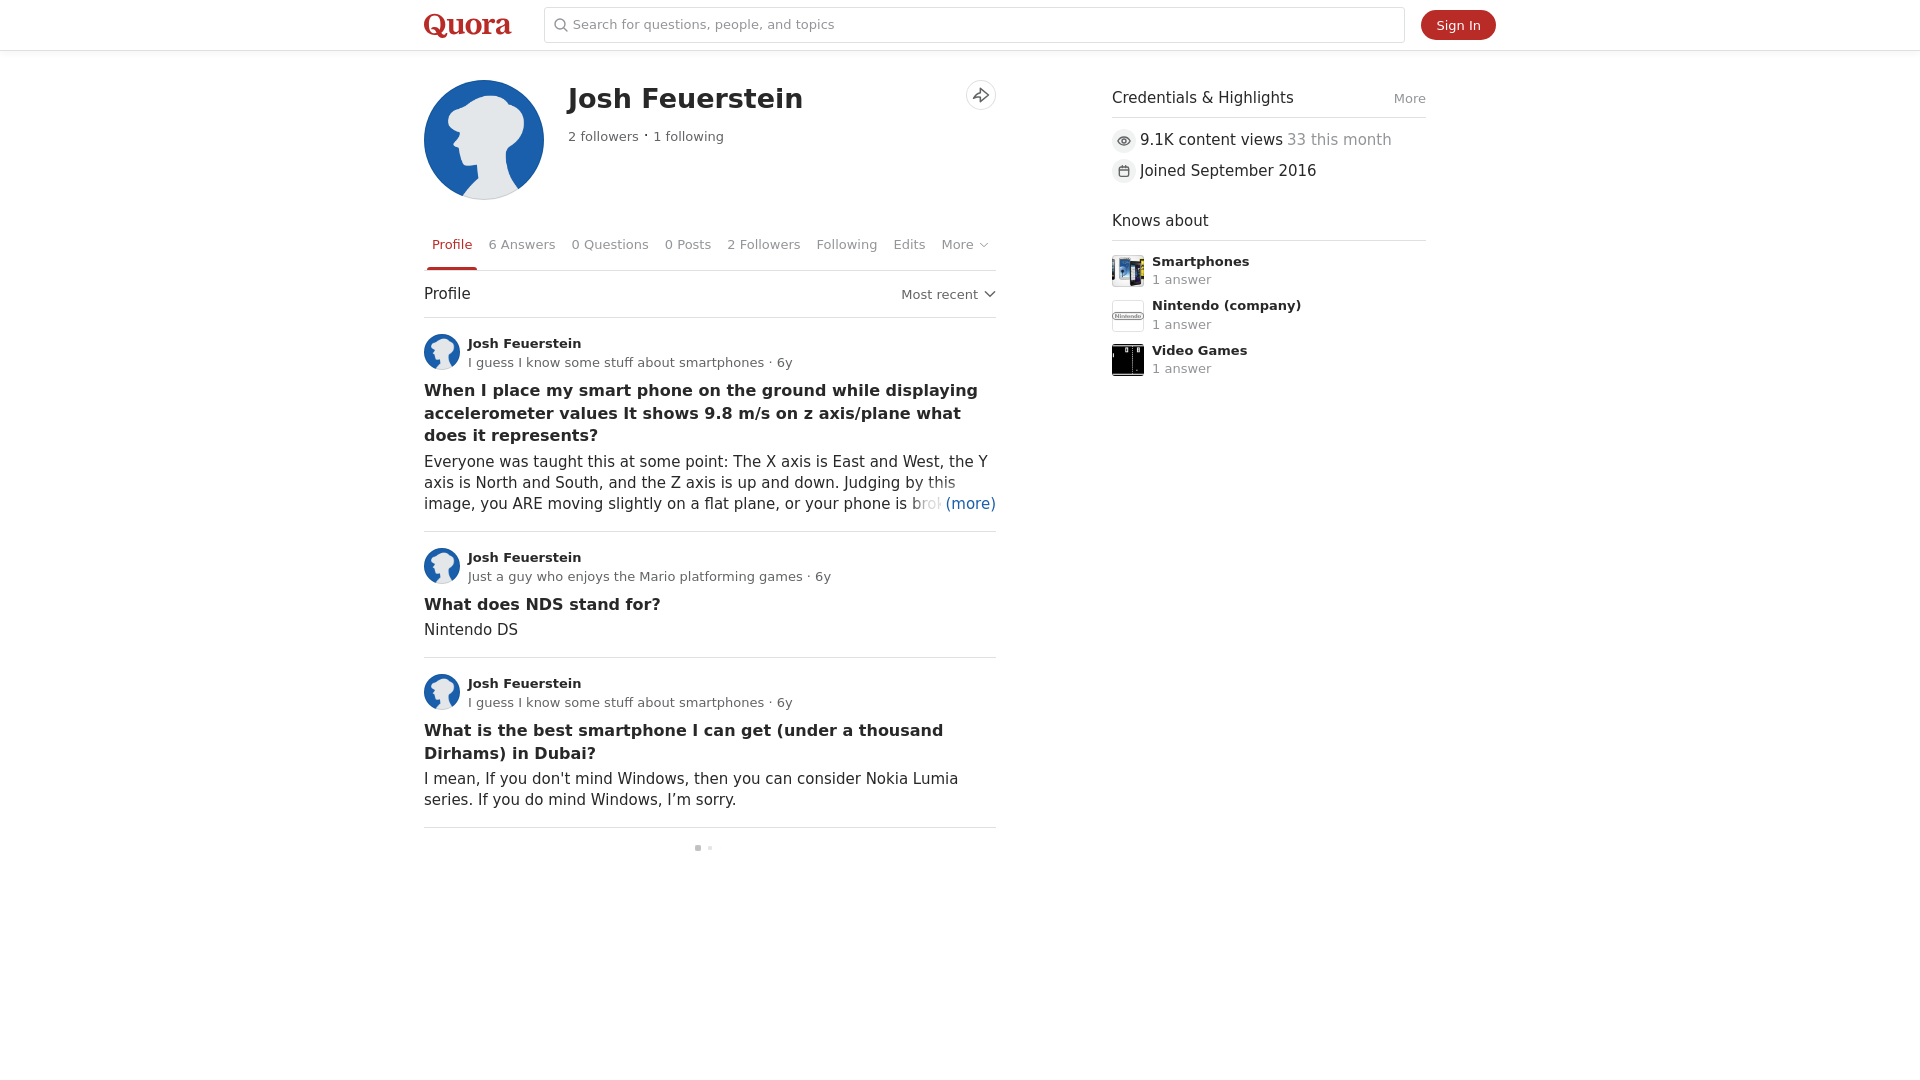 Quora
Search for questions, people, and topics
Sign In
Josh Feuerstein
2 followers · 1 following
Profile
6 Answers
0 Questions
0 Posts
2 Followers
Following
Edits
More
Profile
Most recent
Josh Feuerstein
I guess I know some stuff about smartphones · 6y
When I place my smart phone on the ground while displaying
accelerometer values It shows 9.8 m/s on z axis/plane what
does it represents?
Everyone was taught this at some point: The X axis is East and West, the Y
axis is North and South, and the Z axis is up and down. Judging by this
image, you ARE moving slightly on a flat plane, or your phone is (more)
Josh Feuerstein
Just a guy who enjoys the Mario platforming games · 6y
What does NDS stand for?
Nintendo DS
Josh Feuerstein
I guess I know some stuff about smartphones · 6y
What is the best smartphone I can get (under a thousand
Dirhams) in Dubai?
I mean, If you don't mind Windows, then you can consider Nokia Lumia
series. If you do mind Windows, I’m sorry.
Credentials & Highlights
More
9.1K content views 33 this month
Joined September 2016
Knows about
Smartphones
1 answer
Nintendo
Nintendo (company)
1 answer
Video Games
1 answer